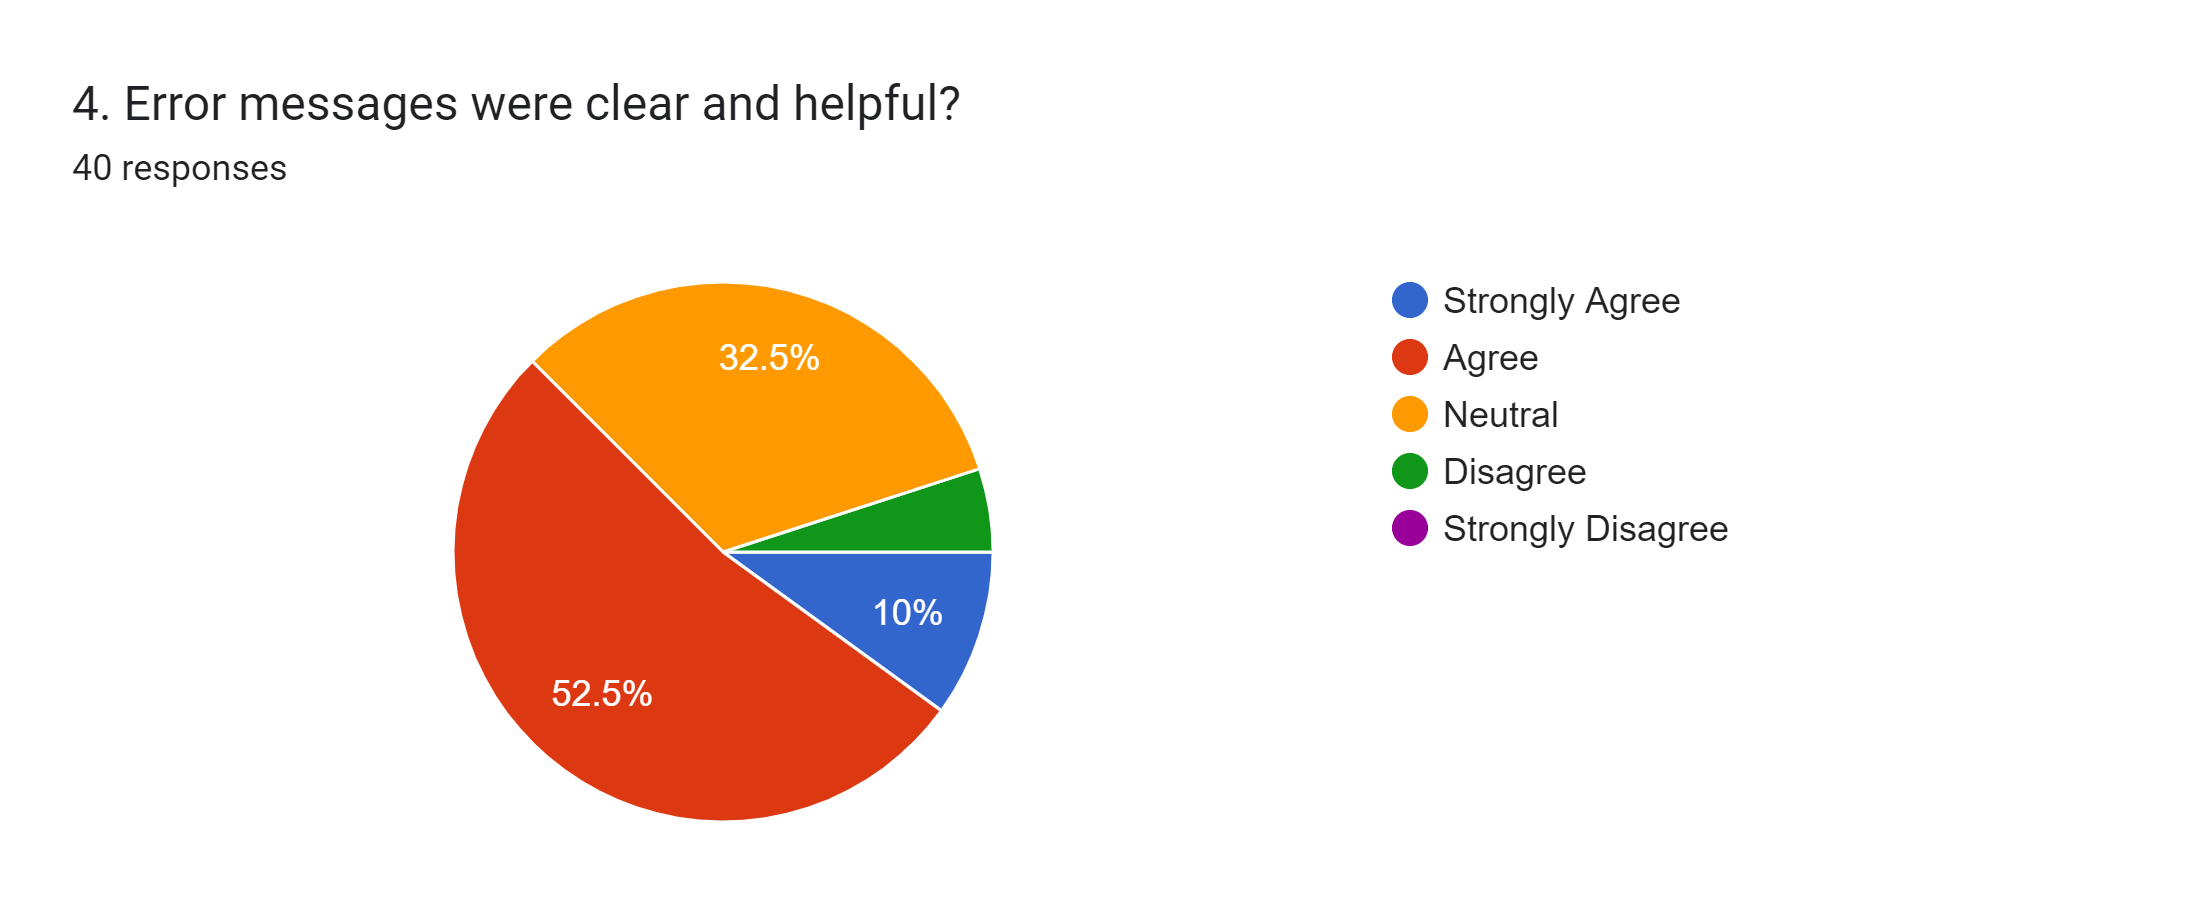 4. Error messages were clear and helpful?
40 responses
32.5%
10%
52.5%
Strongly Agree
Agree
Neutral
Disagree
Strongly Disagree